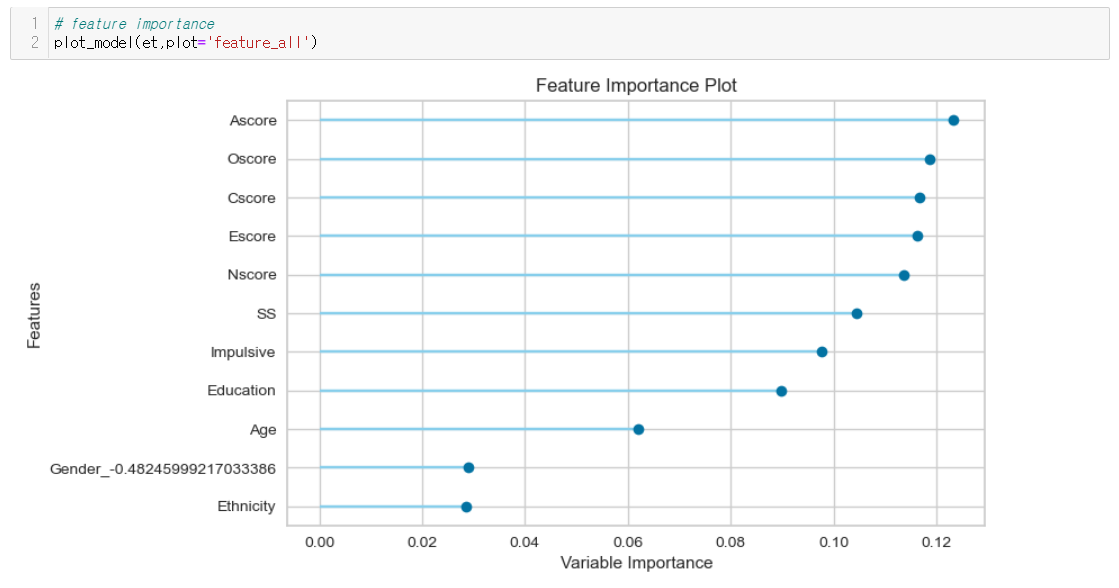 1 # feature importance
2 plot_model(et,plot='feature_all')
Feature Importance Plot
Features
Ascore
Oscore
Cscore
Escore
Nscore
SS
Impulsive
Education
Age
Gender_-0.48245999217033386
Ethnicity
0.00 0.02 0.04 0.06 0.08 0.10 0.12
Variable Importance